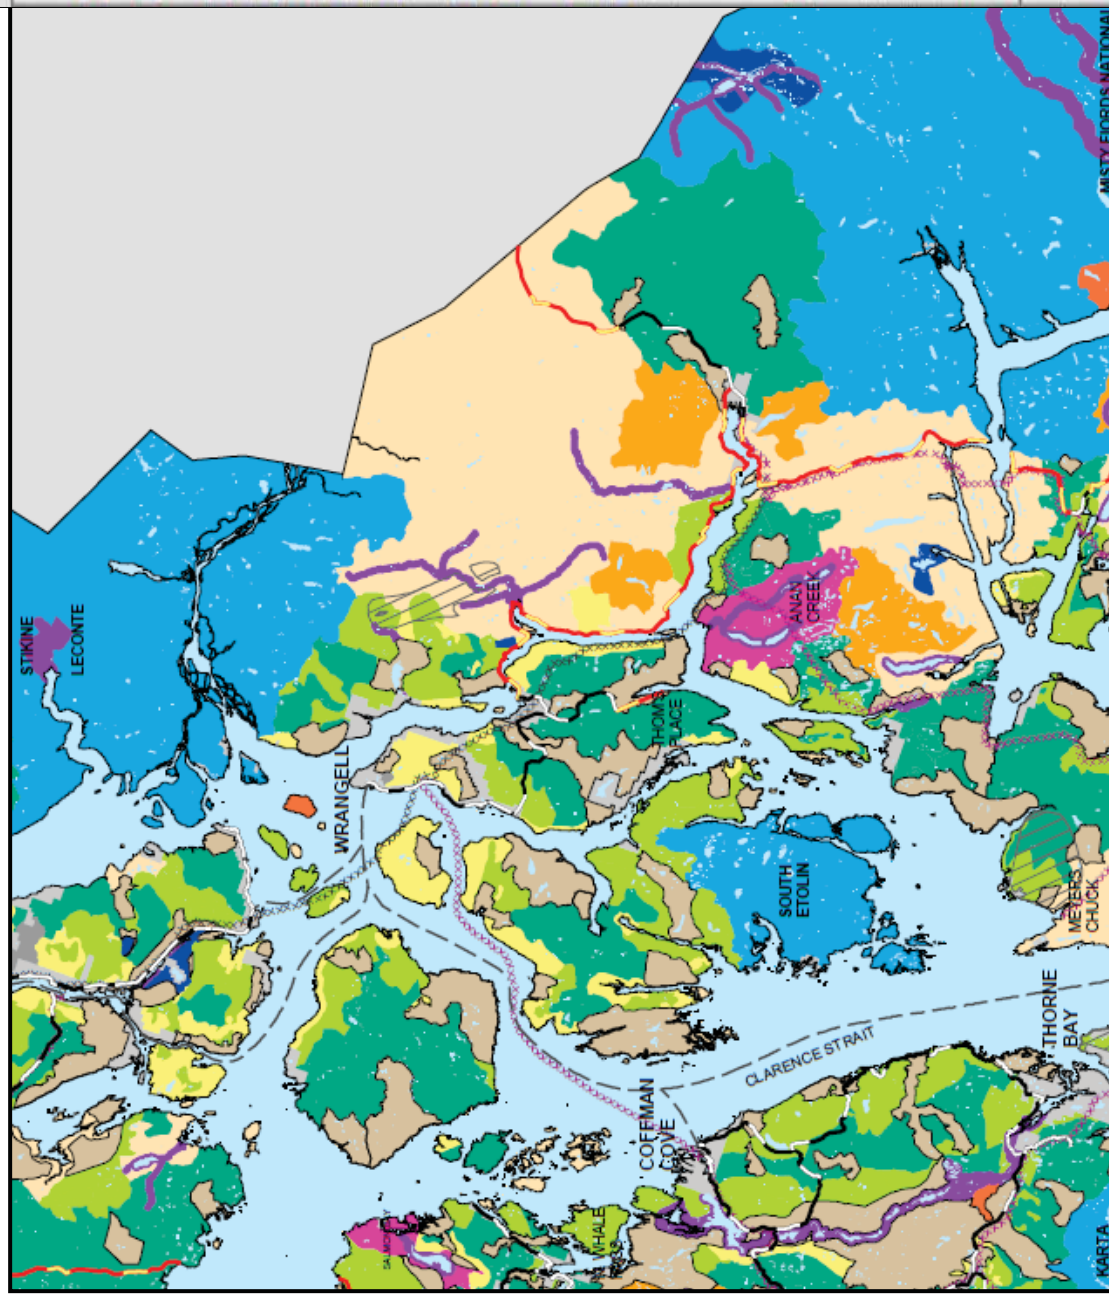 MISTY FIORDS NATIONAL
STIKINE
LECONTE
ANAN
CREEK
THOMS
PLACE
WRANGELL
SOUTH
ETOLIN
MEYERS
CHUCK
THORNE
BAY
CLARENCE STRAIT
COFFMAN
COVE
WHALE
KARTA